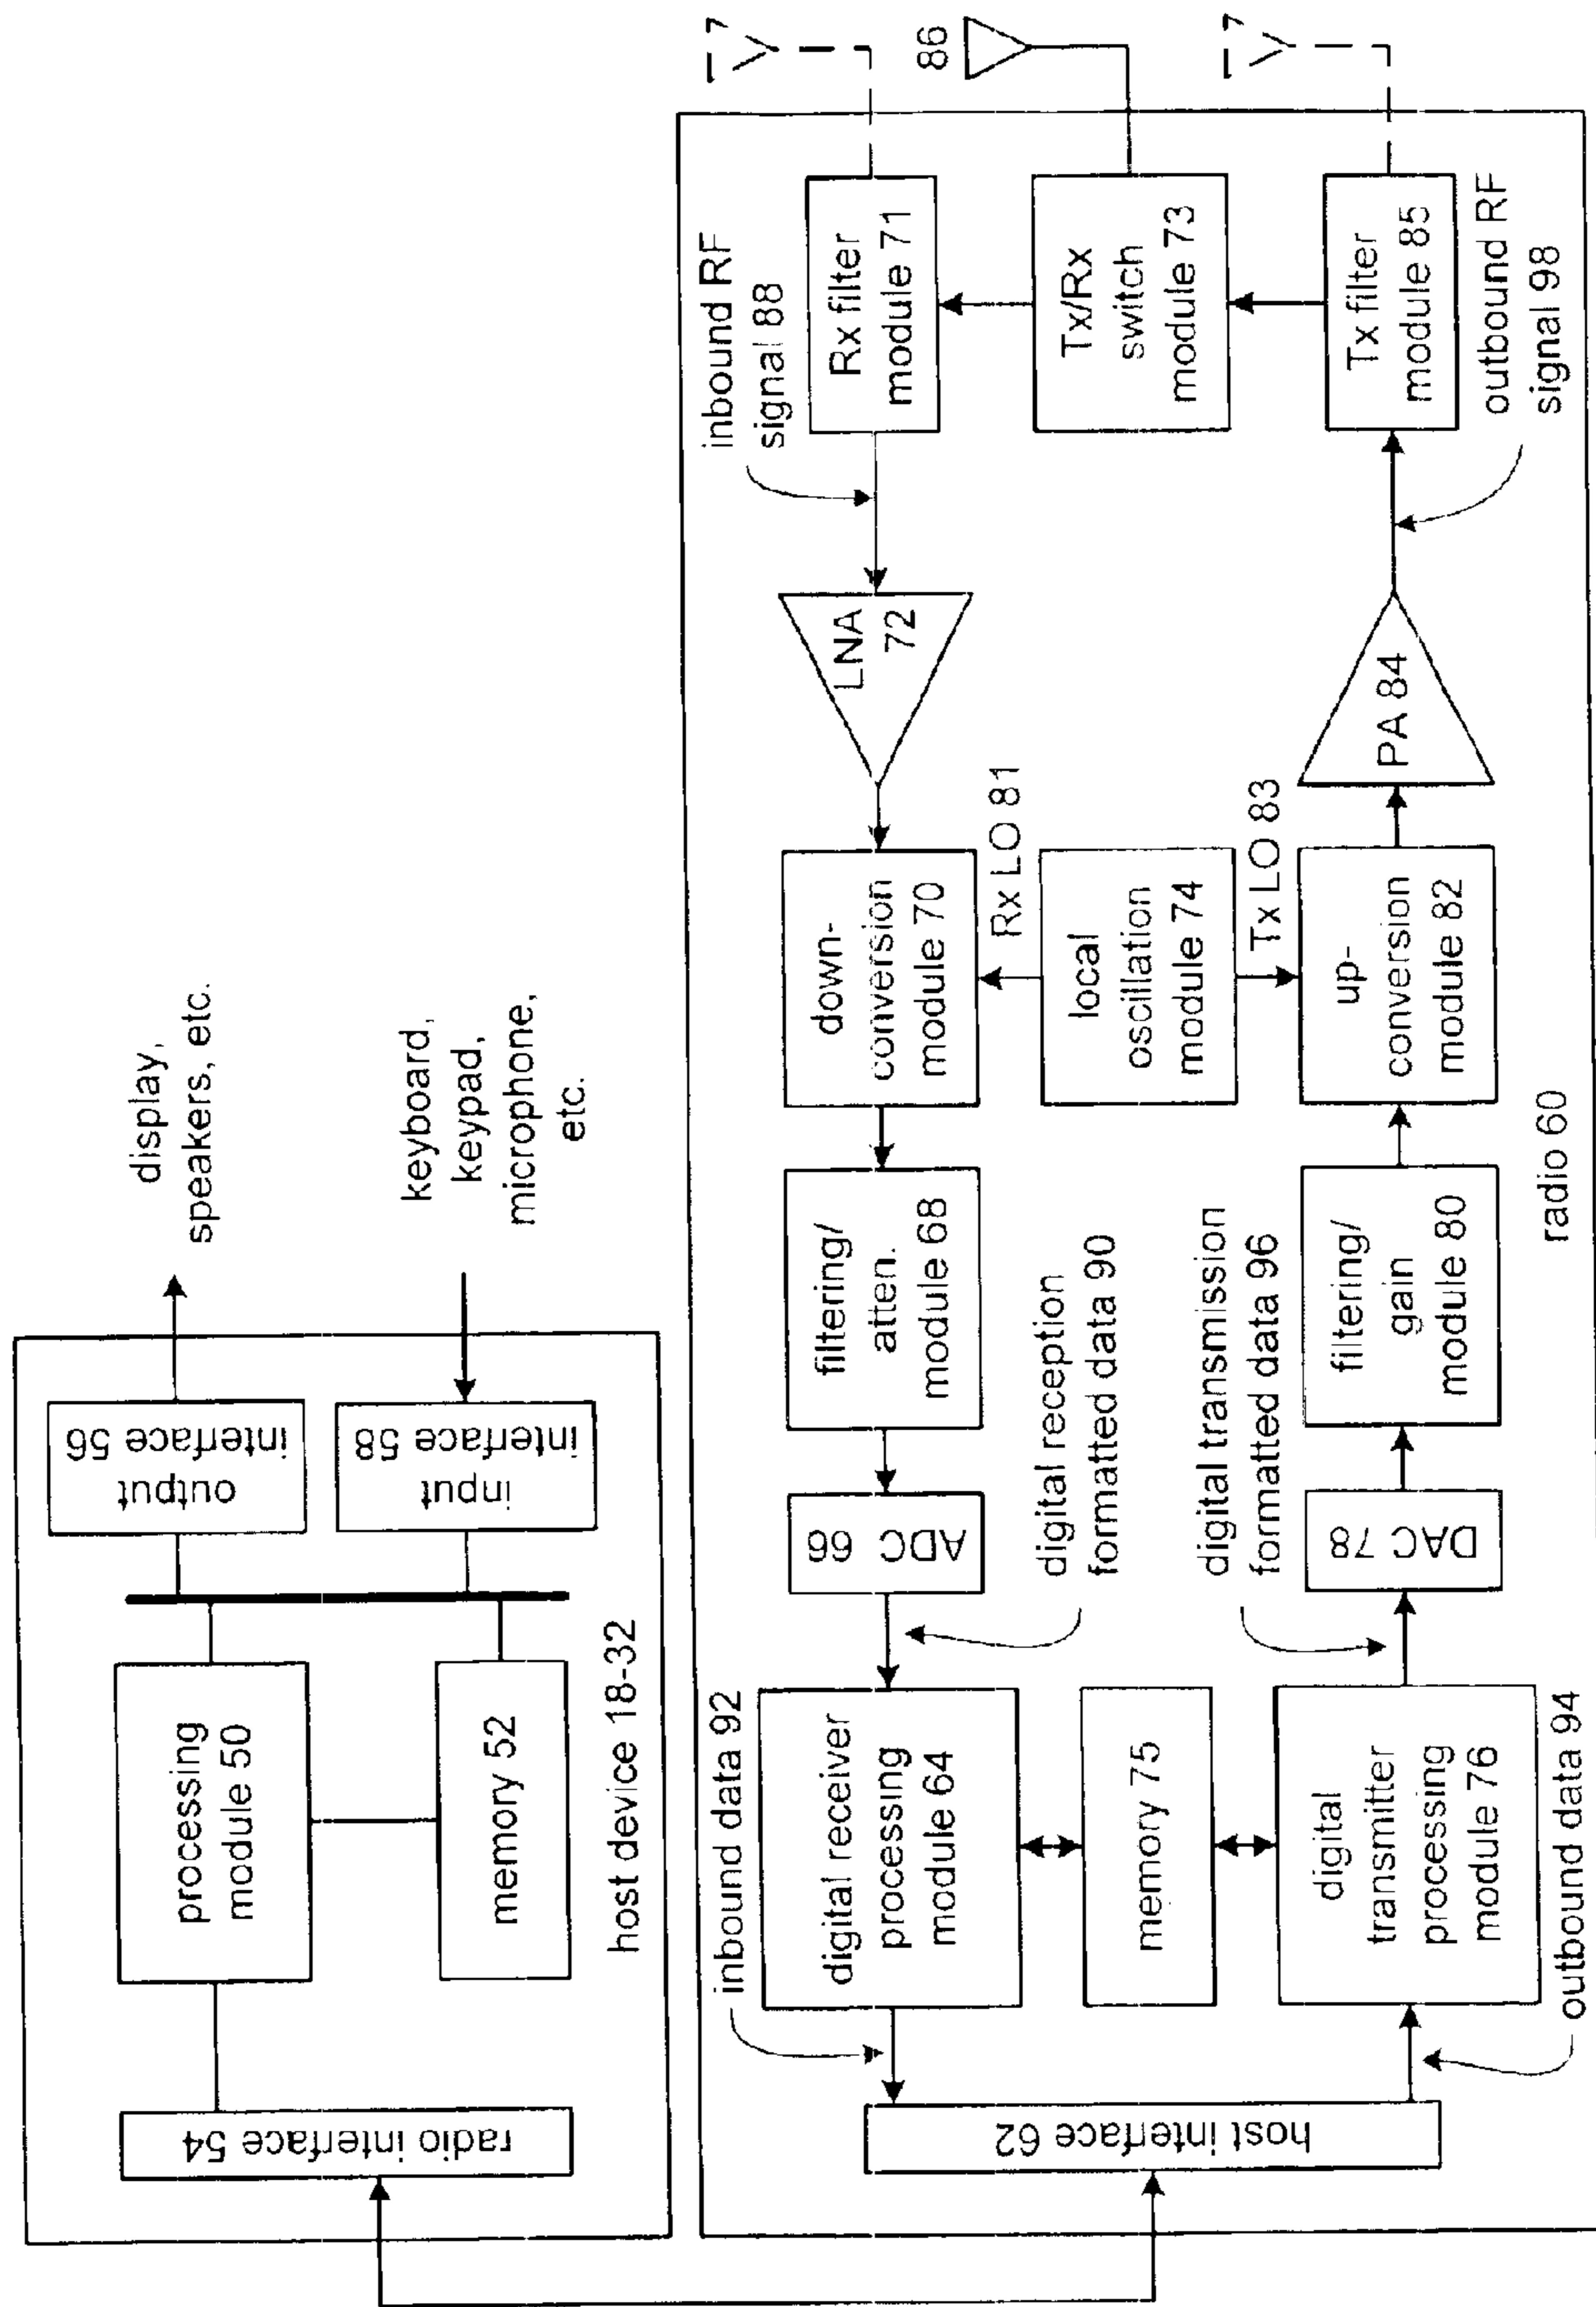 display,
speakers, etc.
keyboard,
keypad,
microphone,
etc.
output
interface 56
input
interface 58
processing
module 50
memory 52
radio interface 54
host device 18-32
86
inbound RF
signal 88
Rx filter
module 71
Tx/Rx
switch
module 73
Tx filter
module 85
outbound RF
signal 98
LNA
72
PA 84
down-
conversion
module 70
Rx LO 81
local
oscillation
module 74
Tx LO 83
up-
conversion
module 82
filtering/
atten.
module 68
filtering/
gain
module 80
radio 60
ADC 66
digital reception
formatted data 90
digital transmission
formatted data 96
DAC 78
inbound data 92
digital receiver
processing
module 64
memory 75
digital
transmitter
processing
module 76
outbound data 94
host interface 62